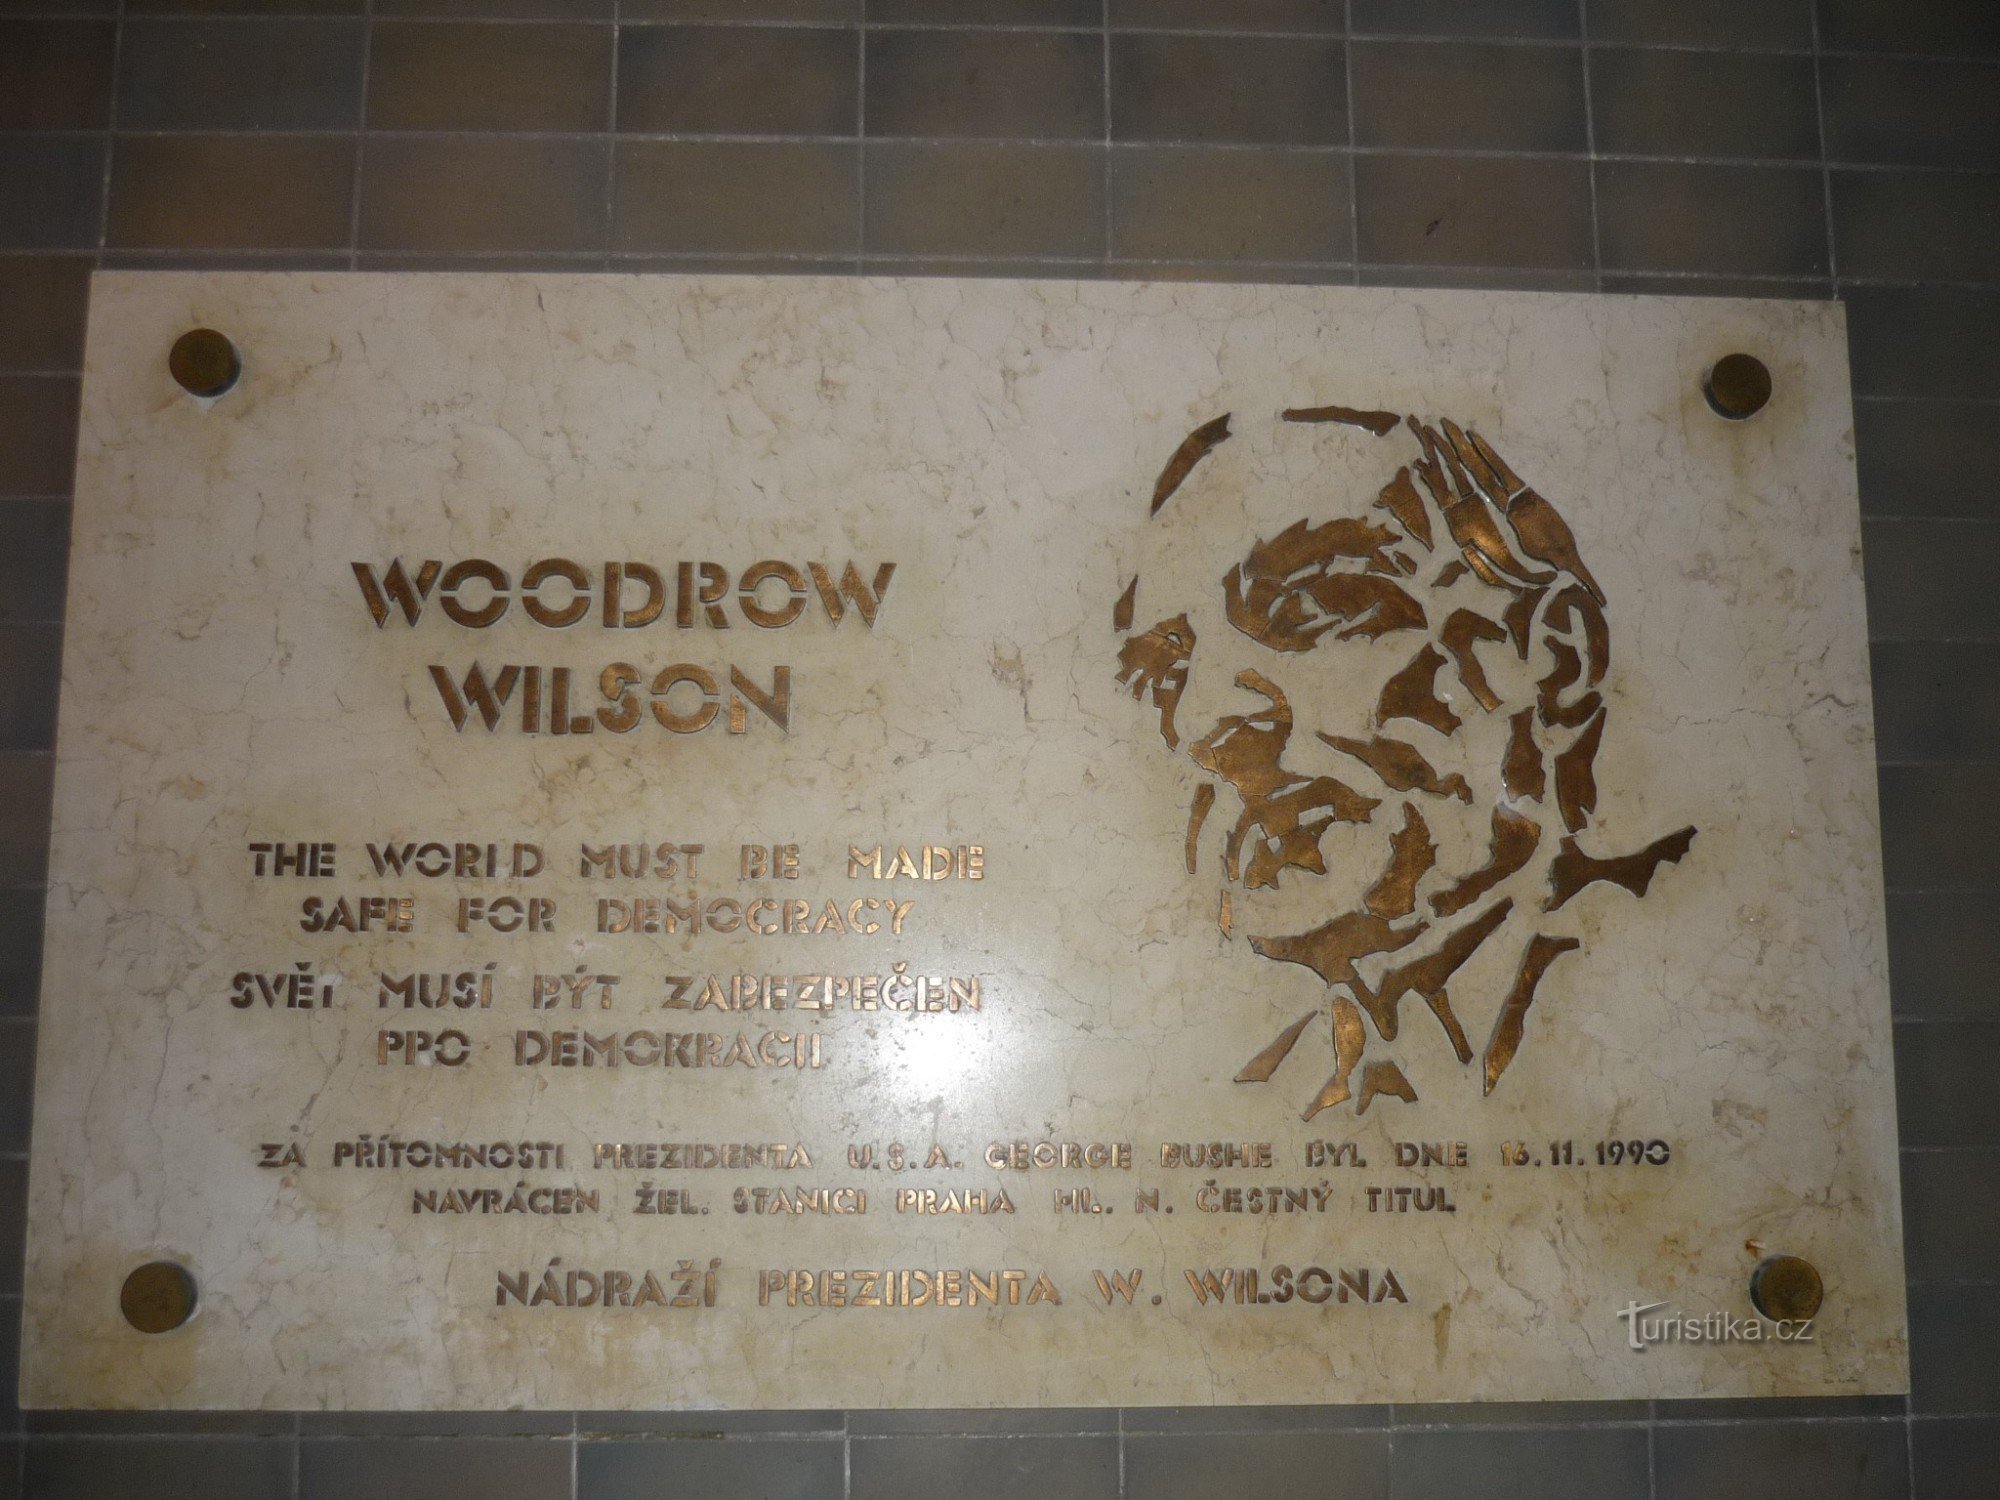 WOODROW
WILSON
THE WORLD MUST BE MADE
SAFE FOR DEMOCRACY
SVĚT MUSÍ BÝT ZABEZPEČEN
PRO DEMOKRACII
ZA PŘÍTOMNOSTI PREZIDENTA U.S.A. GEORGE BUSHE BYL DNE 16.11.1990
NAVRÁCEN ŽEL. STANICI PRAHA HL. N. ČESTNÝ TITUL
NÁDRAŽÍ PREZIDENTA W. WILSONA
Turistika.cz